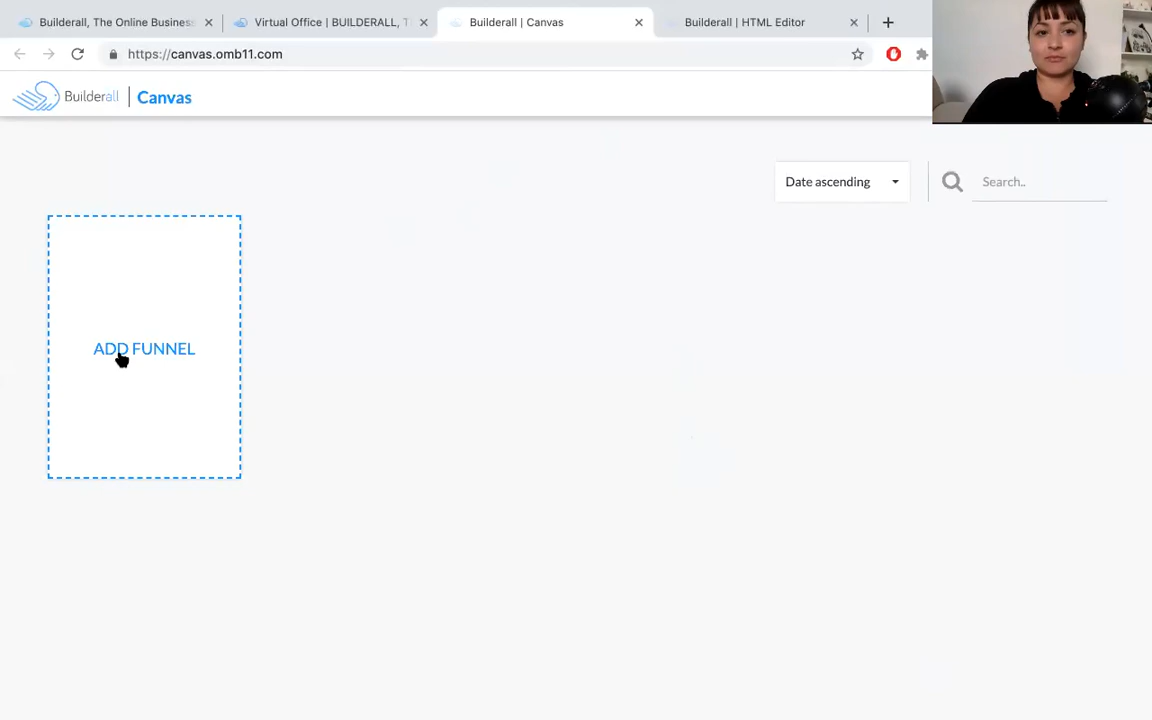 Builderall, The Online Business
Virtual Office | BUILDERALL, T
Builderall | Canvas
Builderall | HTML Editor
https://canvas.omb11.com
Builderall | Canvas
Date ascending
Search..
ADD FUNNEL